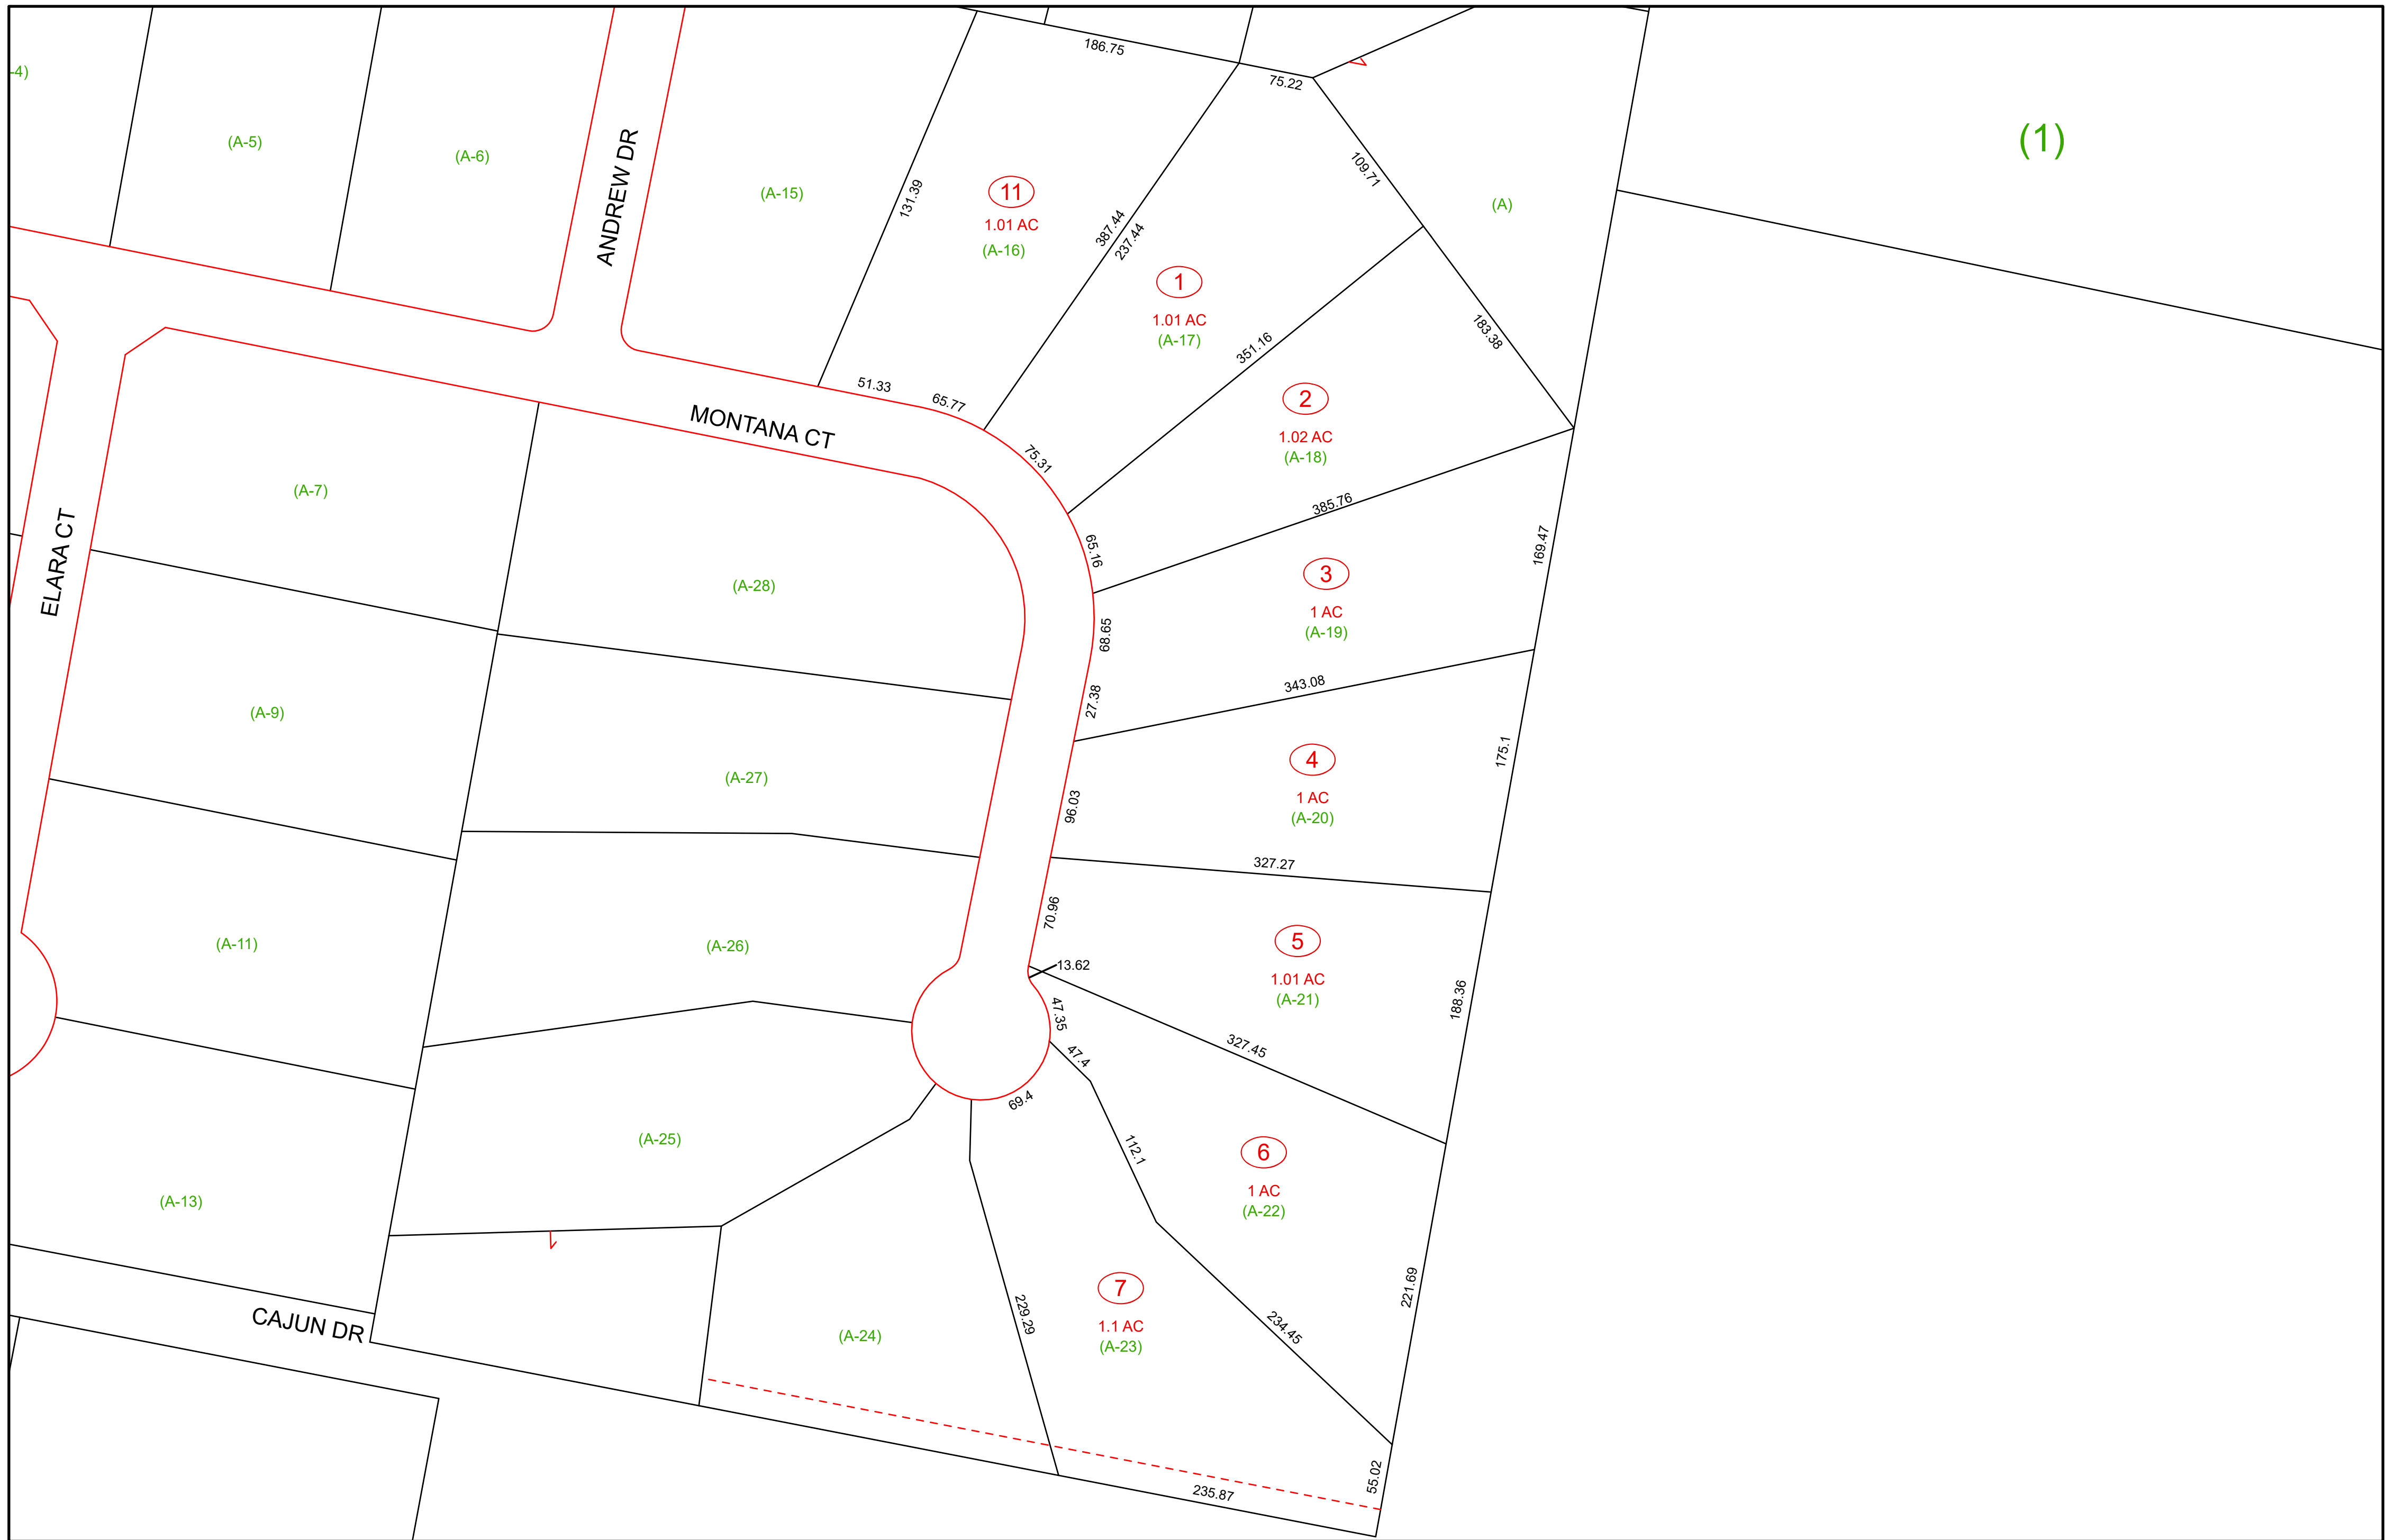 -4)
(A-5)
(A-6)
ANDREW DR
(A-15)
186.75
75.22
109.71
(A)
(1)
131.39
11
1.01 AC
(A-16)
387.44
237.44
1
1.01 AC
(A-17)
351.16
183.38
51.33
65.77
MONTANA CT
75.31
2
1.02 AC
(A-18)
385.76
65.16
ELARA CT
(A-7)
(A-28)
3
1 AC
(A-19)
169.47
68.65
27.38
343.08
(A-9)
(A-27)
4
1 AC
(A-20)
175.1
96.03
327.27
(A-11)
(A-26)
70.96
5
1.01 AC
(A-21)
13.62
188.36
47.35
47.4
327.45
69.4
(A-25)
112.1
6
1 AC
(A-22)
(A-13)
221.69
7
1.1 AC
(A-23)
229.29
234.45
CAJUN DR
(A-24)
55.02
235.87